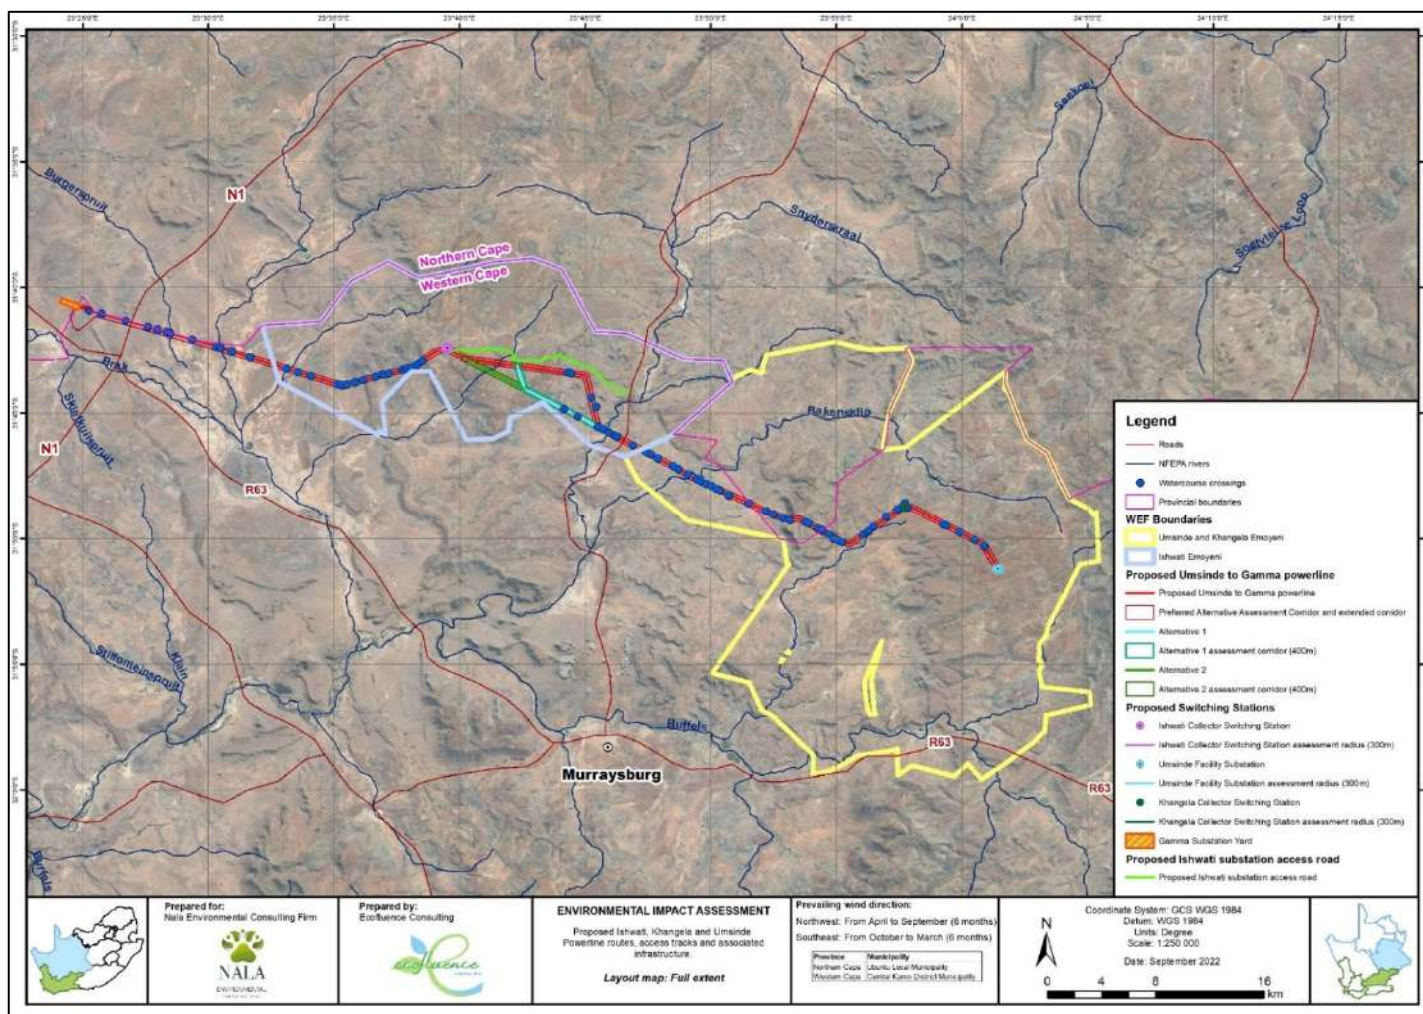 N1
N1
R63
R63
R63
Burgerspruit
Brak
Skietkuilspruit
Klein
Stilfonteinspruit
Buffels
Buffels
Snyderskraal
Bakensklip
Northern Cape
Western Cape
Murraysburg
Legend
Roads
NFEPA rivers
Watercourse crossings
Provincial boundaries
WEF Boundaries
Umsinde and Khangela Emoyeni
Ishwati Emoyeni
Proposed Umsinde to Gamma powerline
Proposed Umsinde to Gamma powerline
Preferred Alternative Assessment Corridor and extended corridor
Alternative 1
Alternative 1 assessment corridor (400m)
Alternative 2
Alternative 2 assessment corridor (400m)
Proposed Switching Stations
Ishwati Collector Switching Station
Ishwati Collector Switching Station assessment radius (300m)
Umsinde Facility Substation
Umsinde Facility Substation assessment radius (300m)
Khangela Collector Switching Station
Khangela Collector Switching Station assessment radius (300m)
Gamma Substation Yard
Proposed Ishwati substation access road
Proposed Ishwati substation access road
Prepared for:
Nala Environmental Consulting Firm
NALA
ENVIRONMENTAL
Prepared by:
Ecofluence Consulting
ecofluence
ENVIRONMENTAL IMPACT ASSESSMENT
Proposed Ishwati, Khangela and Umsinde
Powerline routes, access tracks and associated
infrastructure.
Layout map: Full extent
Prevailing wind direction:
Northwest: From April to September (6 months)
Southeast: From October to March (6 months)
Province Municipality
Northern Cape Ubuntu Local Municipality
Western Cape Central Karoo District Municipality
N
Coordinate System: GCS WGS 1984
Datum: WGS 1984
Units: Degree
Scale: 1:250 000
Date: September 2022
0 4 8 16
km